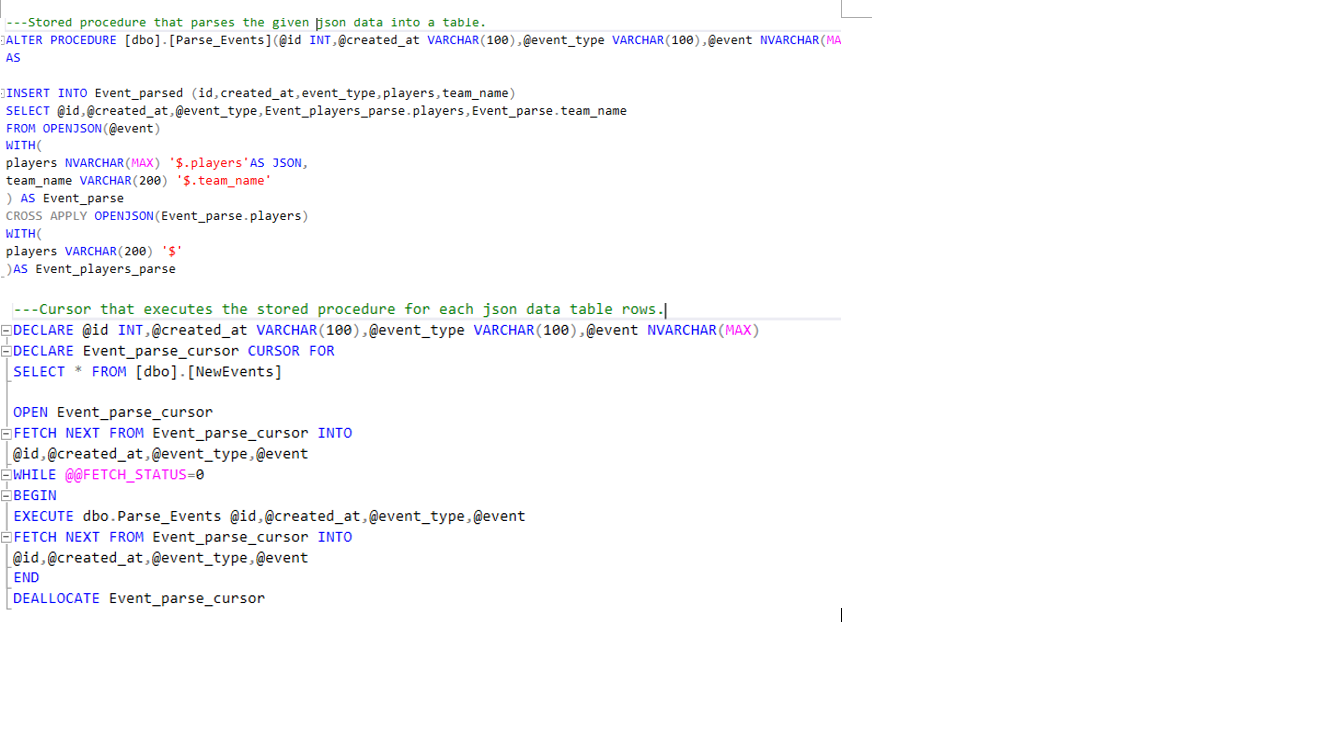 ---Stored procedure that parses the given json data into a table.
ALTER PROCEDURE [dbo].[Parse_Events](@id INT,@created_at VARCHAR(100),@event_type VARCHAR(100),@event NVARCHAR(MA
AS
INSERT INTO Event_parsed (id,created_at,event_type,players,team_name)
SELECT @id,@created_at,@event_type,Event_players_parse.players,Event_parse.team_name
FROM OPENJSON(@event)
WITH(
players NVARCHAR(MAX) '$.players'AS JSON,
team_name VARCHAR(200) '$.team_name'
) AS Event_parse
CROSS APPLY OPENJSON(Event_parse.players)
WITH(
players VARCHAR(200) '$'
)AS Event_players_parse
---Cursor that executes the stored procedure for each json data table rows.
DECLARE @id INT,@created_at VARCHAR(100),@event_type VARCHAR(100),@event NVARCHAR(MAX)
DECLARE Event_parse_cursor CURSOR FOR
SELECT * FROM [dbo].[NewEvents]
OPEN Event_parse_cursor
FETCH NEXT FROM Event_parse_cursor INTO
@id,@created_at,@event_type,@event
WHILE @@FETCH_STATUS=0
BEGIN
EXECUTE dbo.Parse_Events @id,@created_at,@event_type,@event
FETCH NEXT FROM Event_parse_cursor INTO
@id,@created_at,@event_type,@event
END
DEALLOCATE Event_parse_cursor